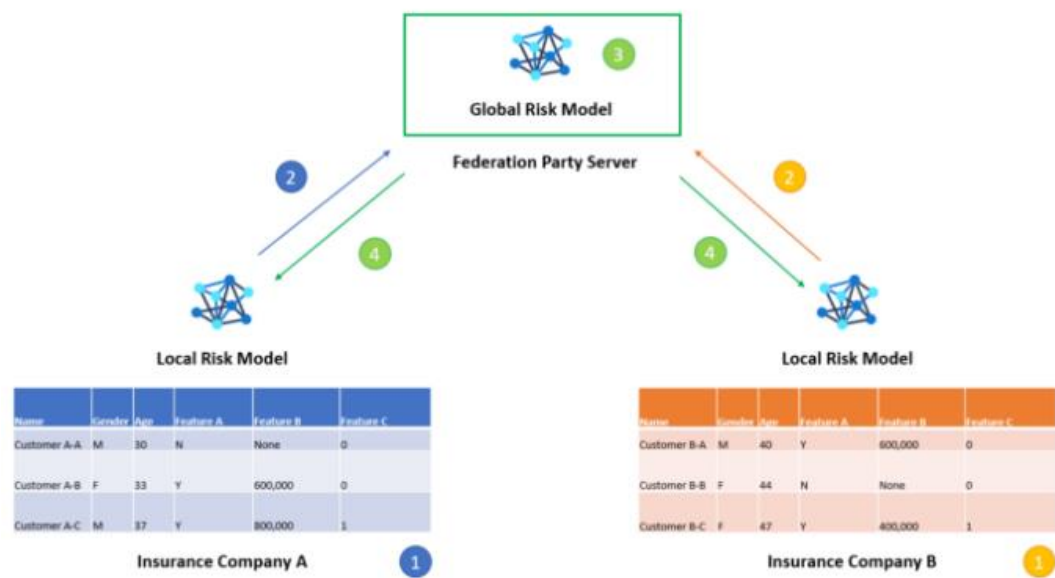 3
Global Risk Model
Federation Party Server
2
2
4
4
Local Risk Model
Local Risk Model
Name Gender Age Feature A Feature B Feature C
Customer A-A M 30 N None 0
Customer A-B F 33 Y 600,000 0
Customer A-C M 37 Y 800,000 1
Name Gender Age Feature A Feature B Feature C
Customer B-A M 40 Y 600,000 0
Customer B-B F 44 N None 0
Customer B-C F 47 Y 400,000 1
Insurance Company A
1
Insurance Company B
1